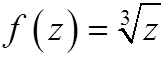 f(z) = ∛z